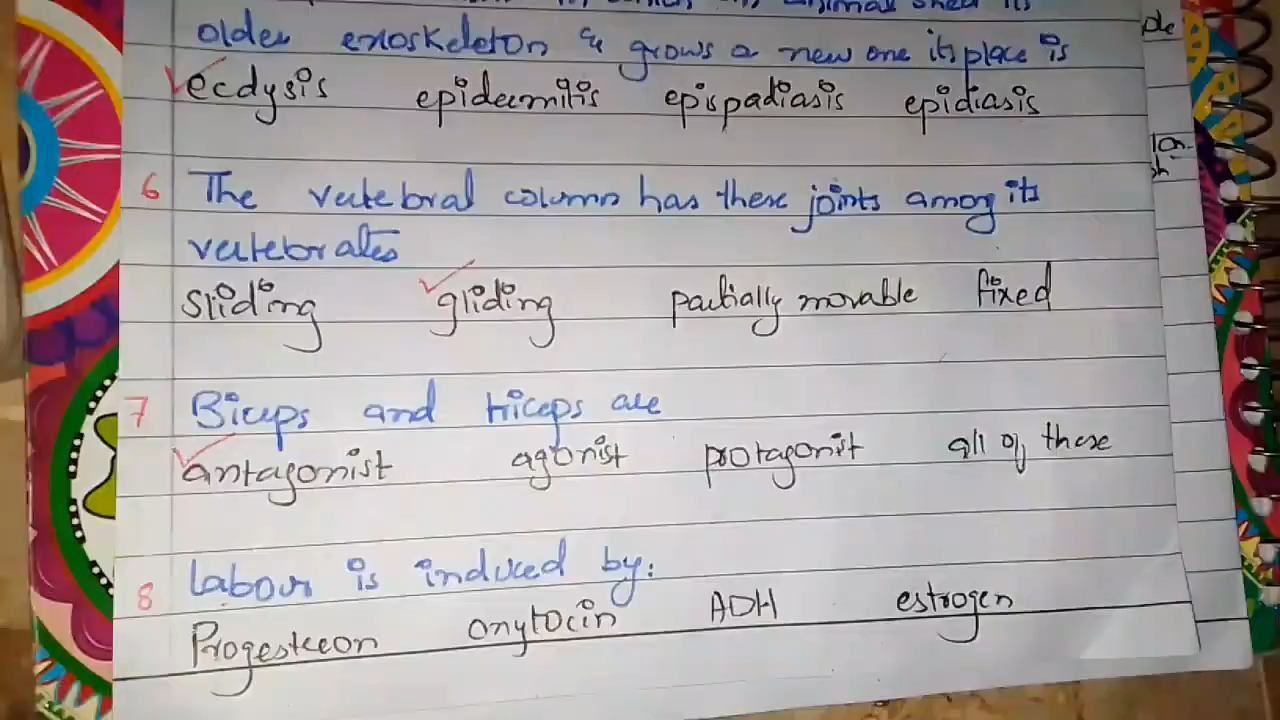 shed its
older exoskeleton & grows a new one its place is
ecdysis epidermitis epispadiasis epidiasis
6 The vertebral column has these joints among its
vertebrates
sliding gliding partially movable fixed
7 Biceps and triceps are
antagonist agonist protagonist all of these
8 Labour is induced by:
Progesteron oxytocin ADH estrogen